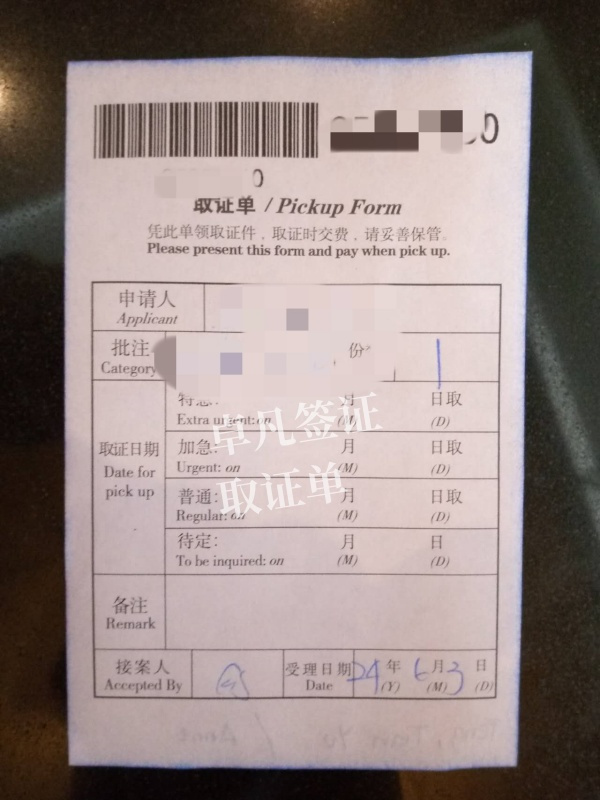 0
0
取证单 / Pickup Form
凭此单领取证件，取证时交费，请妥善保管。
Please present this form and pay when pick up.
申请人
Applicant
批注 份 1
Category
特急: 月 日取
Extra urgent: on (M) (D)
卓凡签证
取证日期 加急: 月 日取
Date for pick up Urgent: on (M) (D)
取证单
普通: 月 日取
Regular: on (M) (D)
待定: 月 日
To be inquired: on (M) (D)
备注
Remark
接案人 受理日期 24 年 6 月 3 日
Accepted By Date (Y) (M) (D)